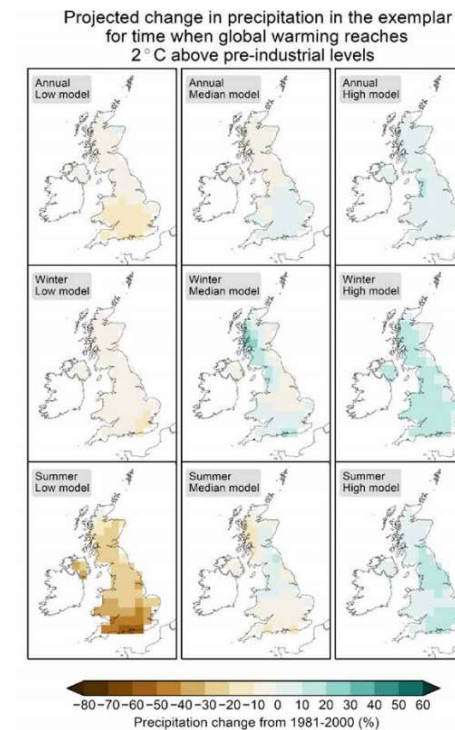 Projected change in precipitation in the exemplar
for time when global warming reaches
2°C above pre-industrial levels
Annual
Low model
Annual
Median model
Annual
High model
Winter
Low model
Winter
Median model
Winter
High model
Summer
Low model
Summer
Median model
Summer
High model
−80 −70 −60 −50 −40 −30 −20 −10 0 10 20 30 40 50 60
Precipitation change from 1981-2000 (%)